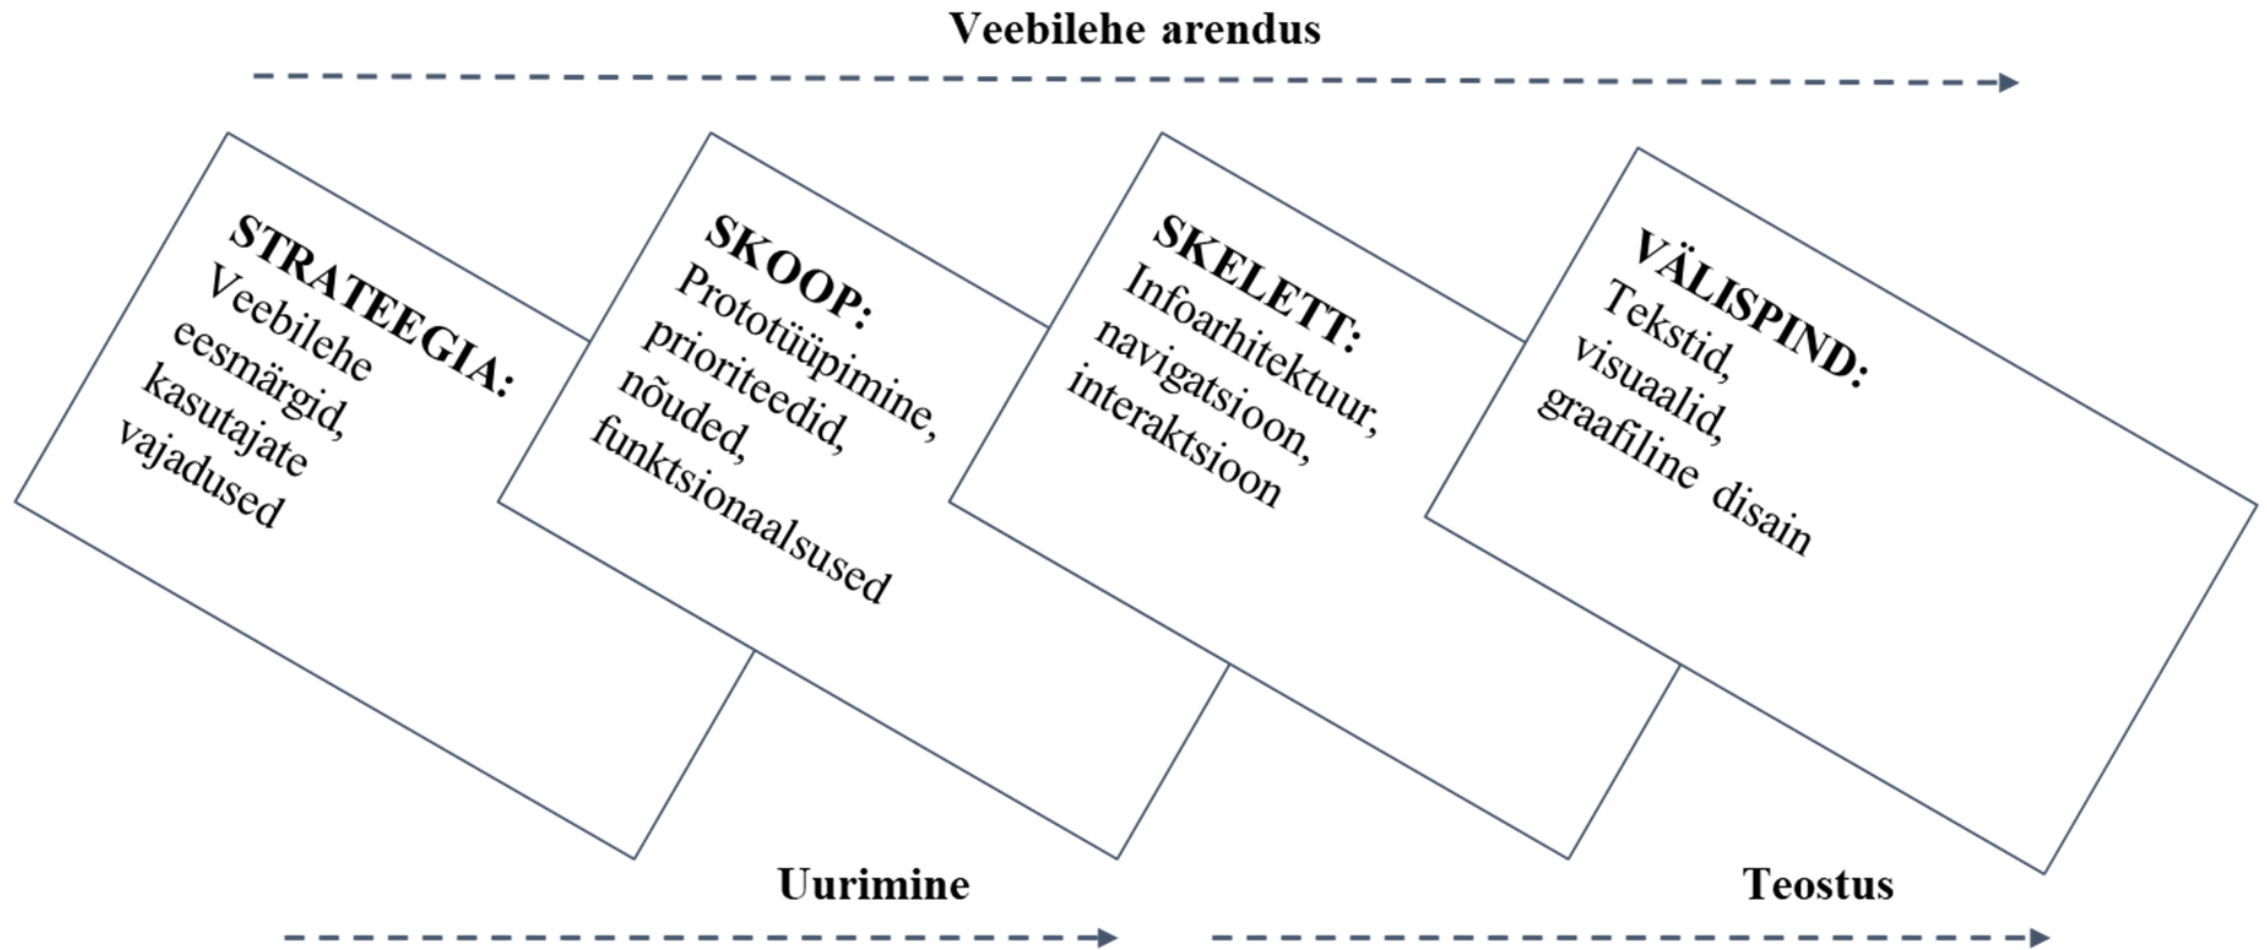 Veebilehe arendus
STRATEEGIA:
Veebilehe
eesmärgid,
kasutajate
vajadused
SKOOP:
Prototüüpimine,
prioriteedid,
nõuded,
funktsionaalsused
SKELETT:
Infoarhitektuur,
navigatsioon,
interaktsioon
VÄLISPIND:
Tekstid,
visuaalid,
graafiline disain
Uurimine
Teostus